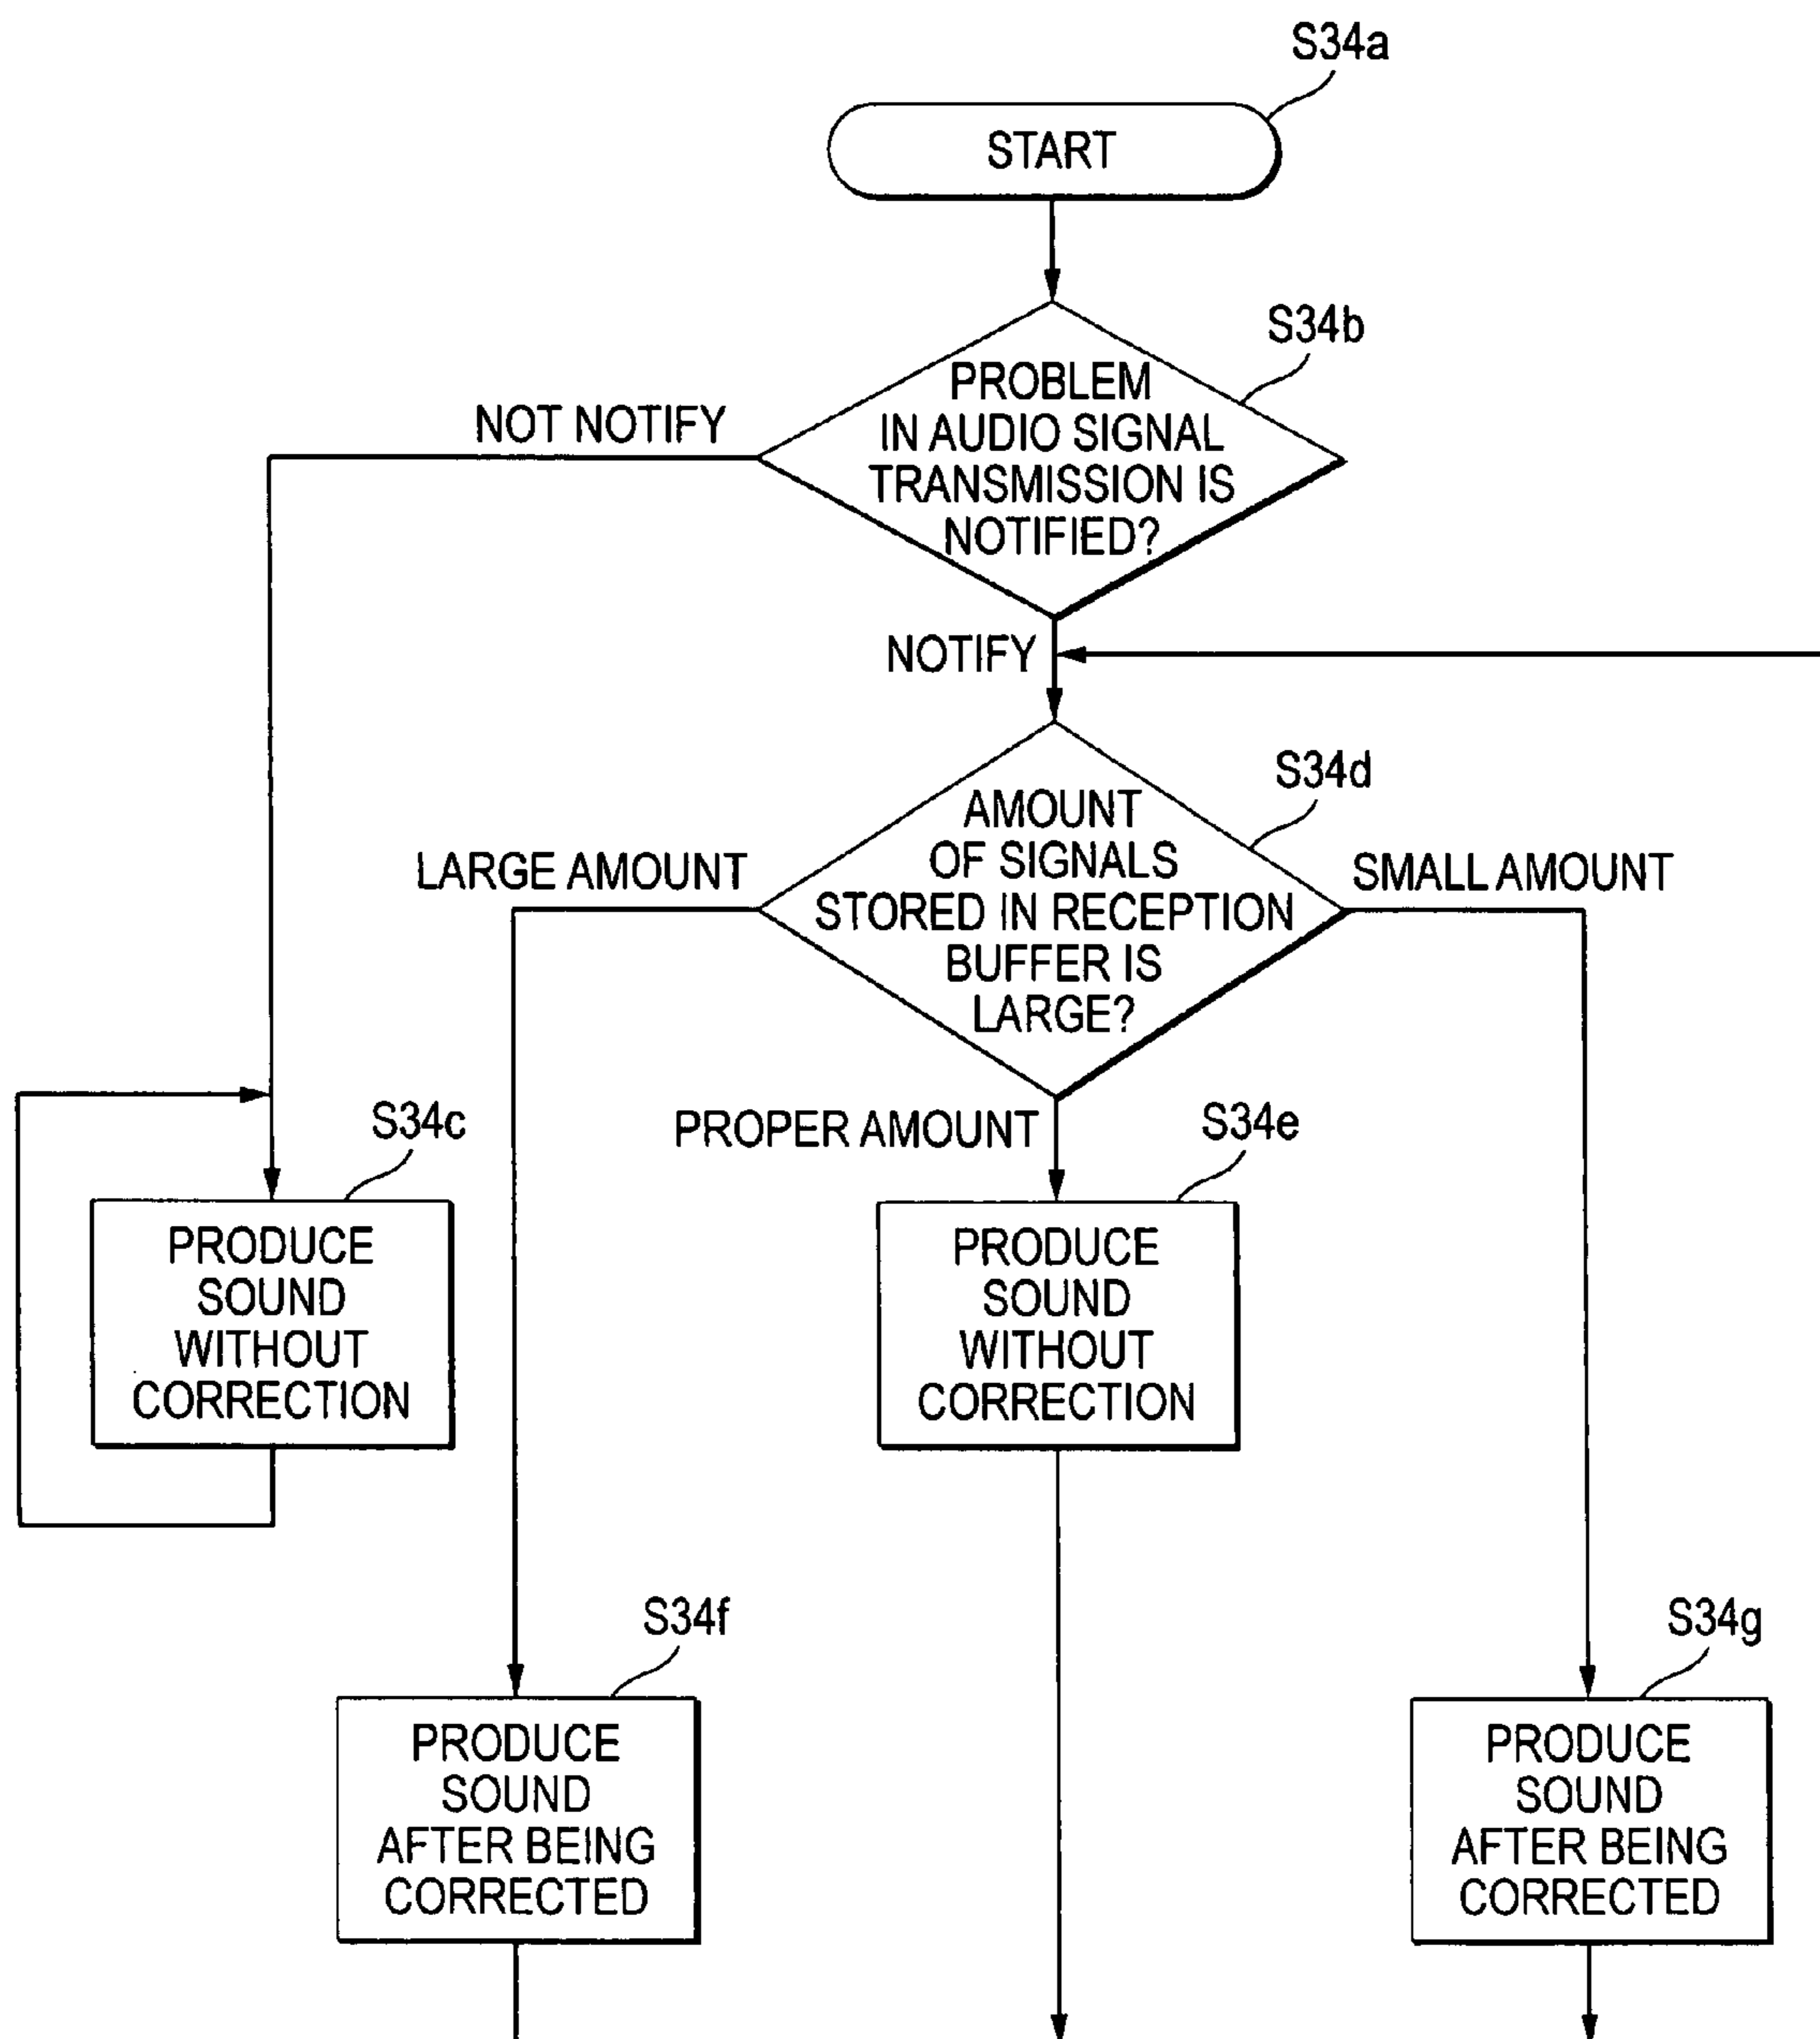 S34a
START
S34b
PROBLEM
IN AUDIO SIGNAL
TRANSMISSION IS
NOTIFIED?
NOT NOTIFY
NOTIFY
S34d
AMOUNT
OF SIGNALS
STORED IN RECEPTION
BUFFER IS
LARGE?
LARGE AMOUNT
SMALL AMOUNT
PROPER AMOUNT
S34c
PRODUCE
SOUND
WITHOUT
CORRECTION
S34e
PRODUCE
SOUND
WITHOUT
CORRECTION
S34f
PRODUCE
SOUND
AFTER BEING
CORRECTED
S34g
PRODUCE
SOUND
AFTER BEING
CORRECTED